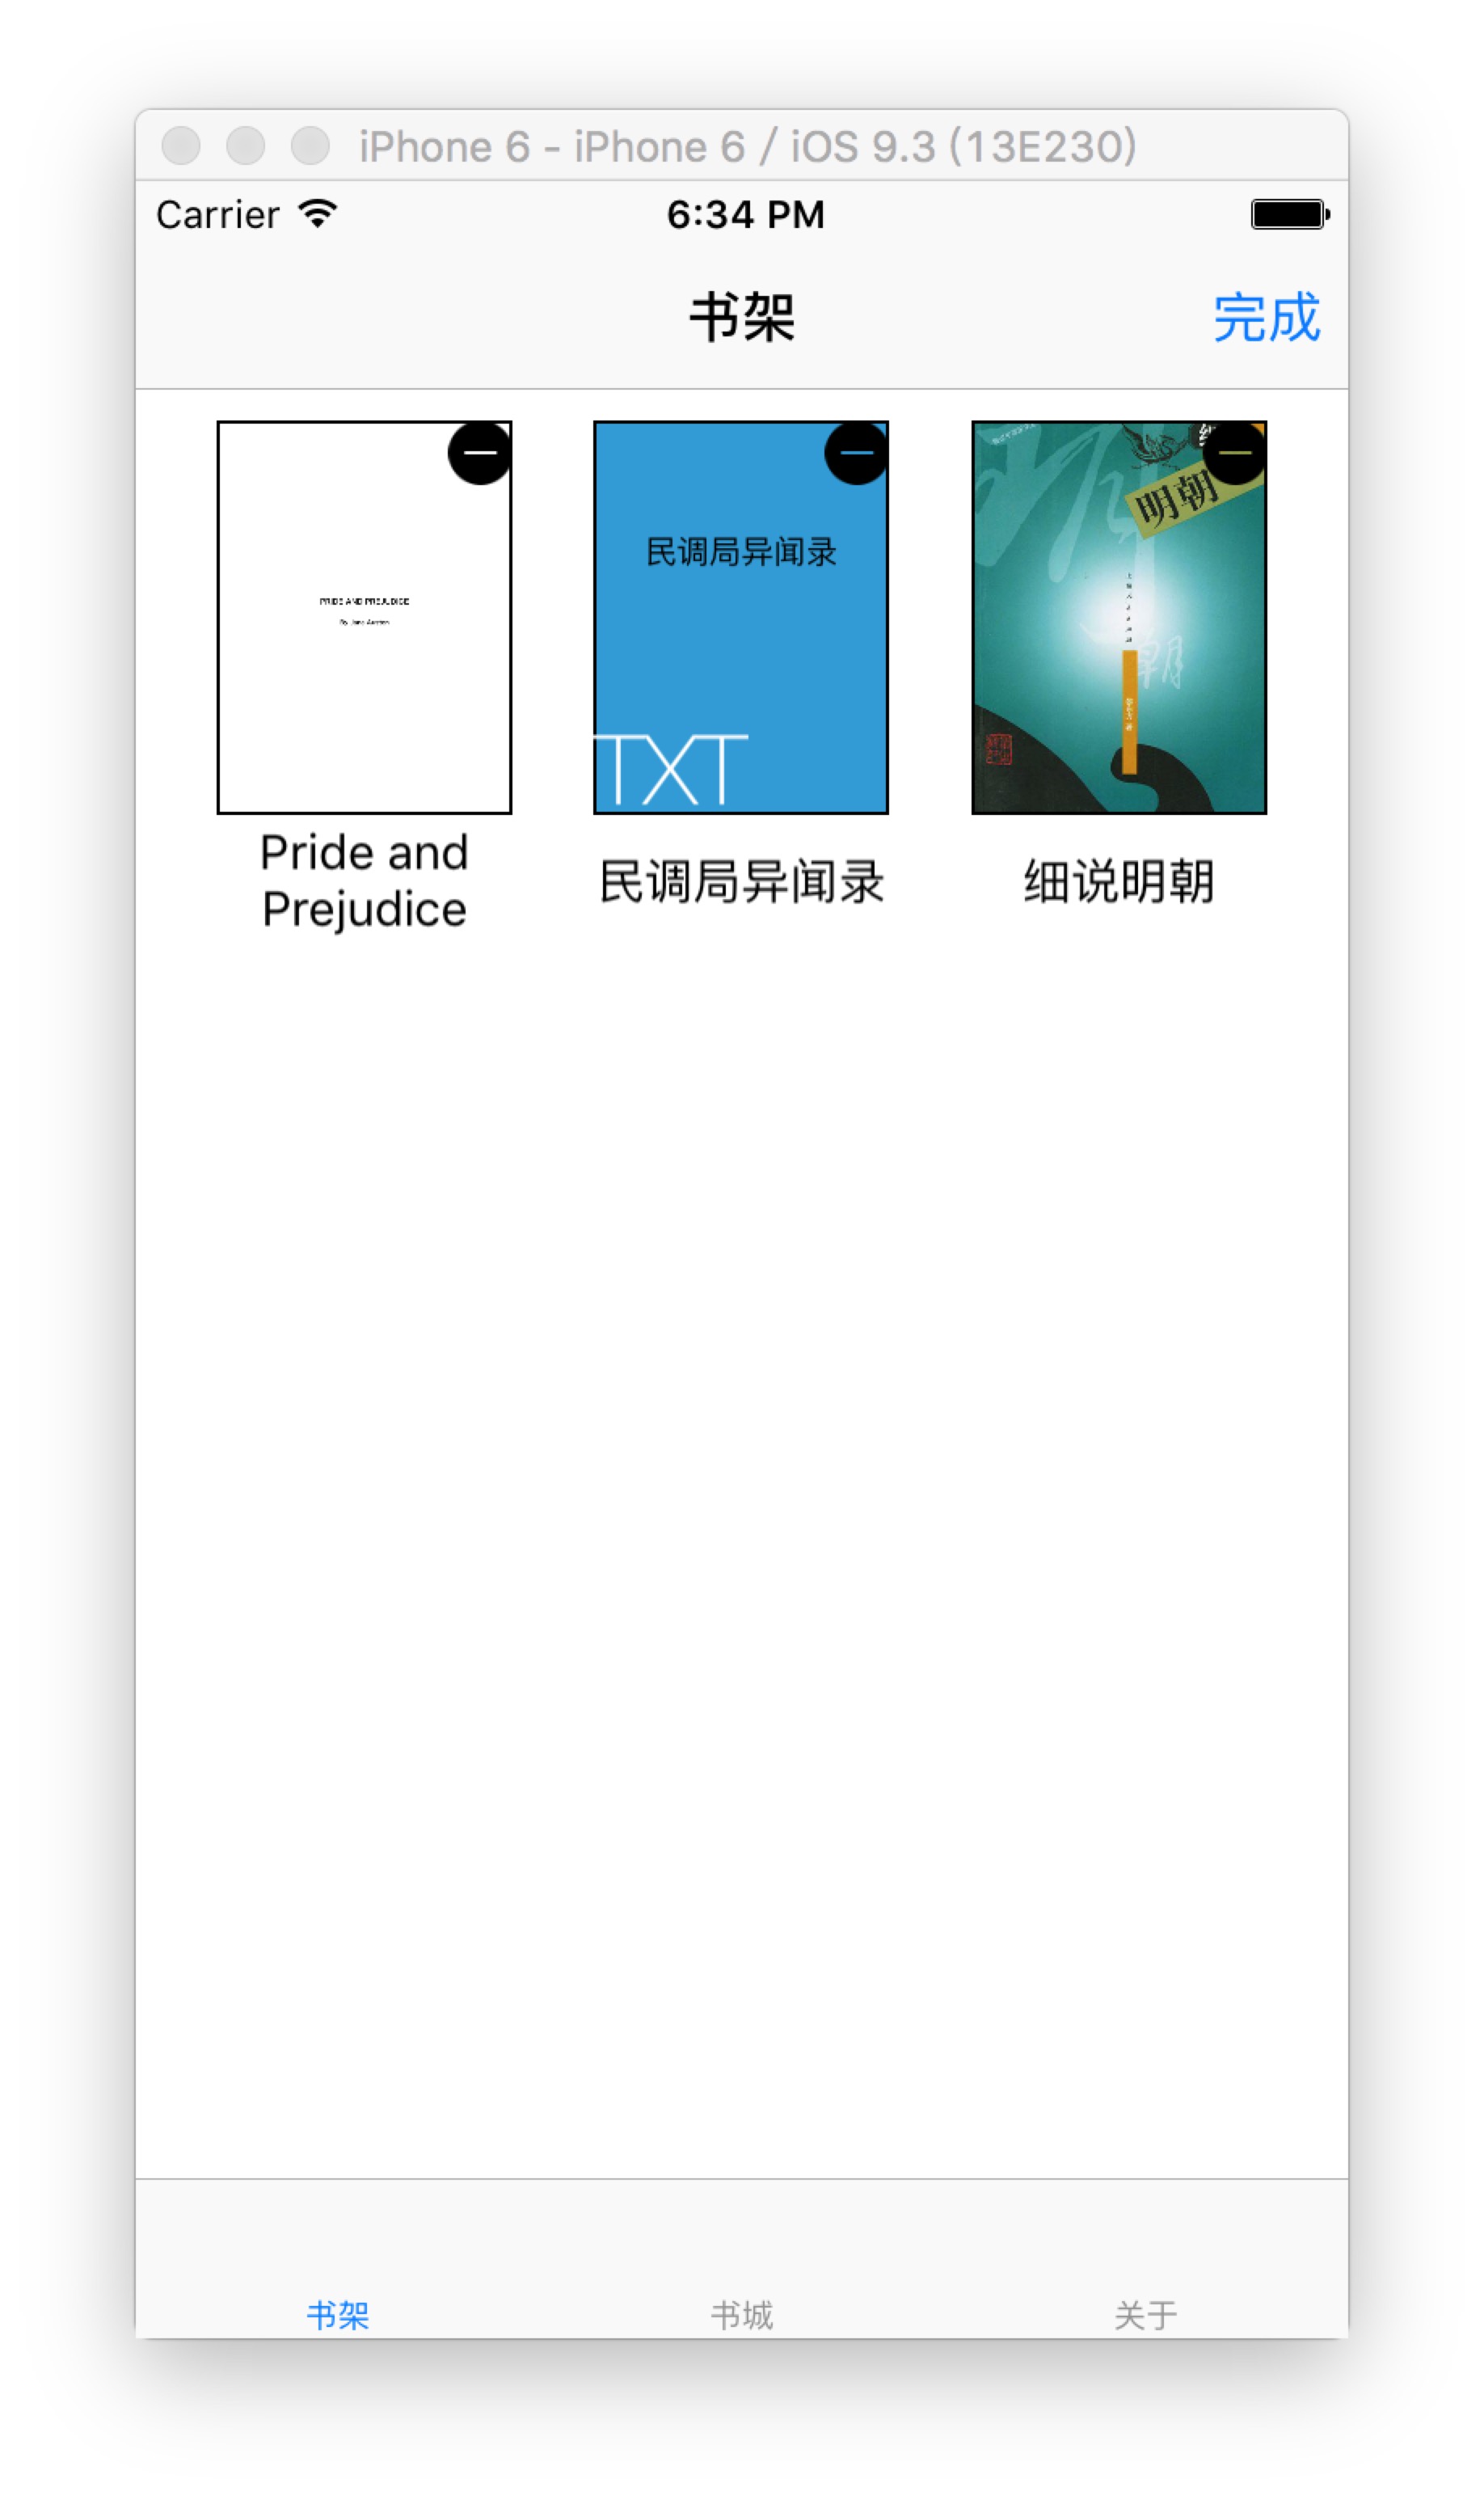 iPhone 6 - iPhone 6 / iOS 9.3 (13E230)
Carrier
6:34 PM
书架
完成
PRIDE AND PREJUDICE
By Jane Austen
民调局异闻录
TXT
明朝
Pride and
Prejudice
民调局异闻录
细说明朝
书架
书城
关于